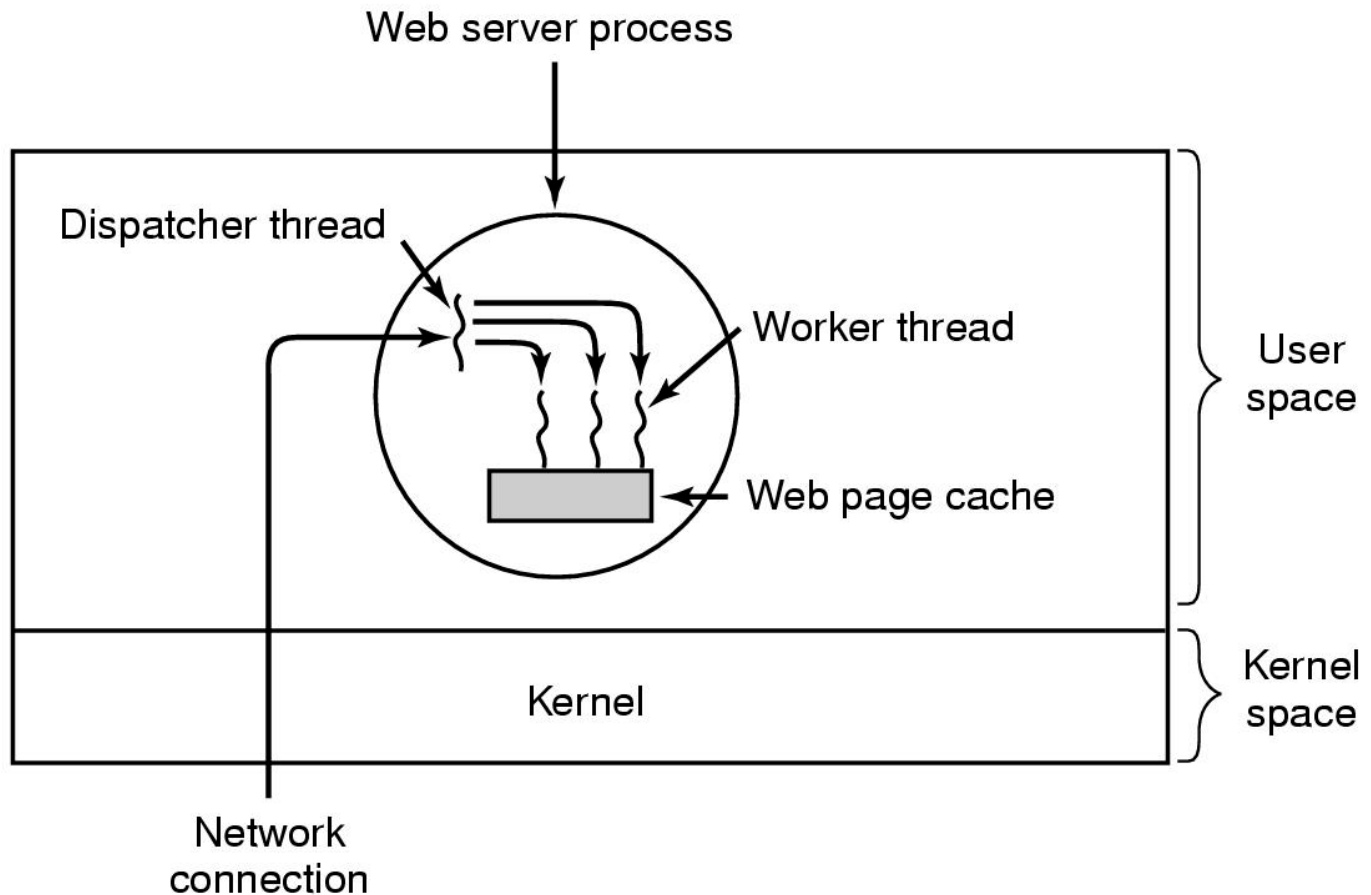 Web server process
Dispatcher thread
Worker thread
User
space
Web page cache
Kernel
Kernel
space
Network
connection